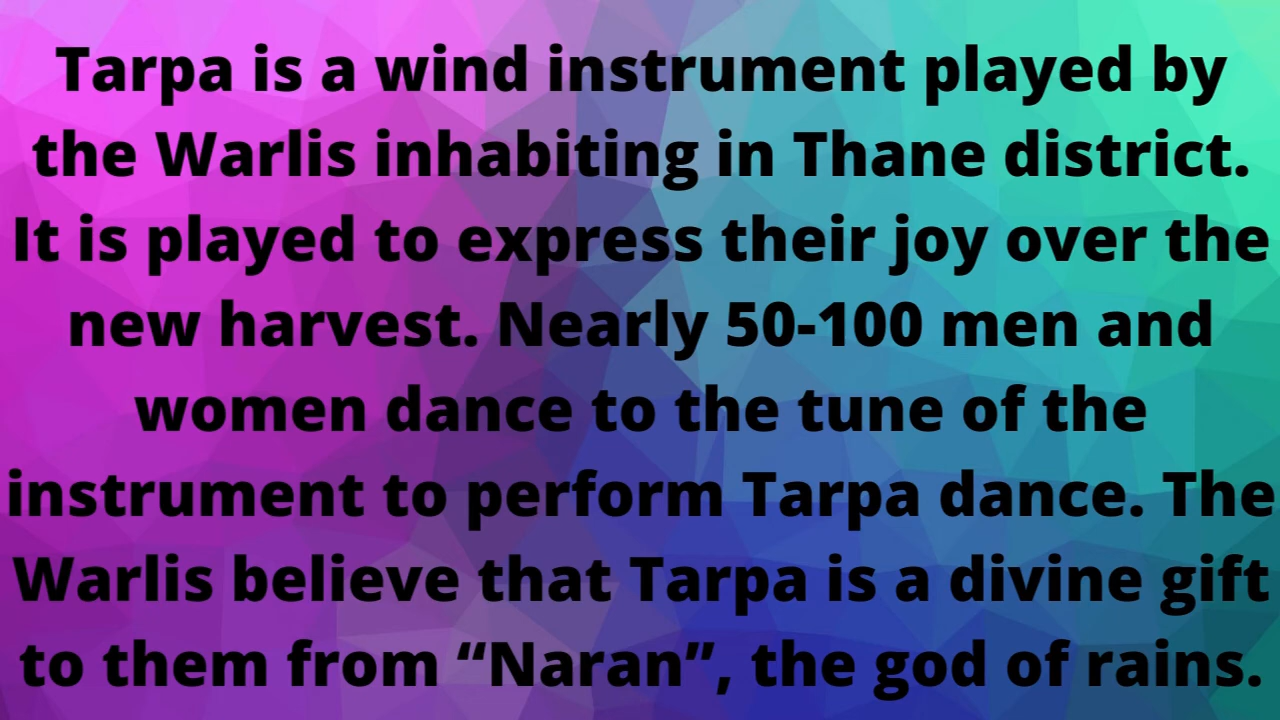 Tarpa is a wind instrument played by
the Warlis inhabiting in Thane district.
It is played to express their joy over the
new harvest. Nearly 50-100 men and
women dance to the tune of the
instrument to perform Tarpa dance. The
Warlis believe that Tarpa is a divine gift
to them from “Naran”, the god of rains.